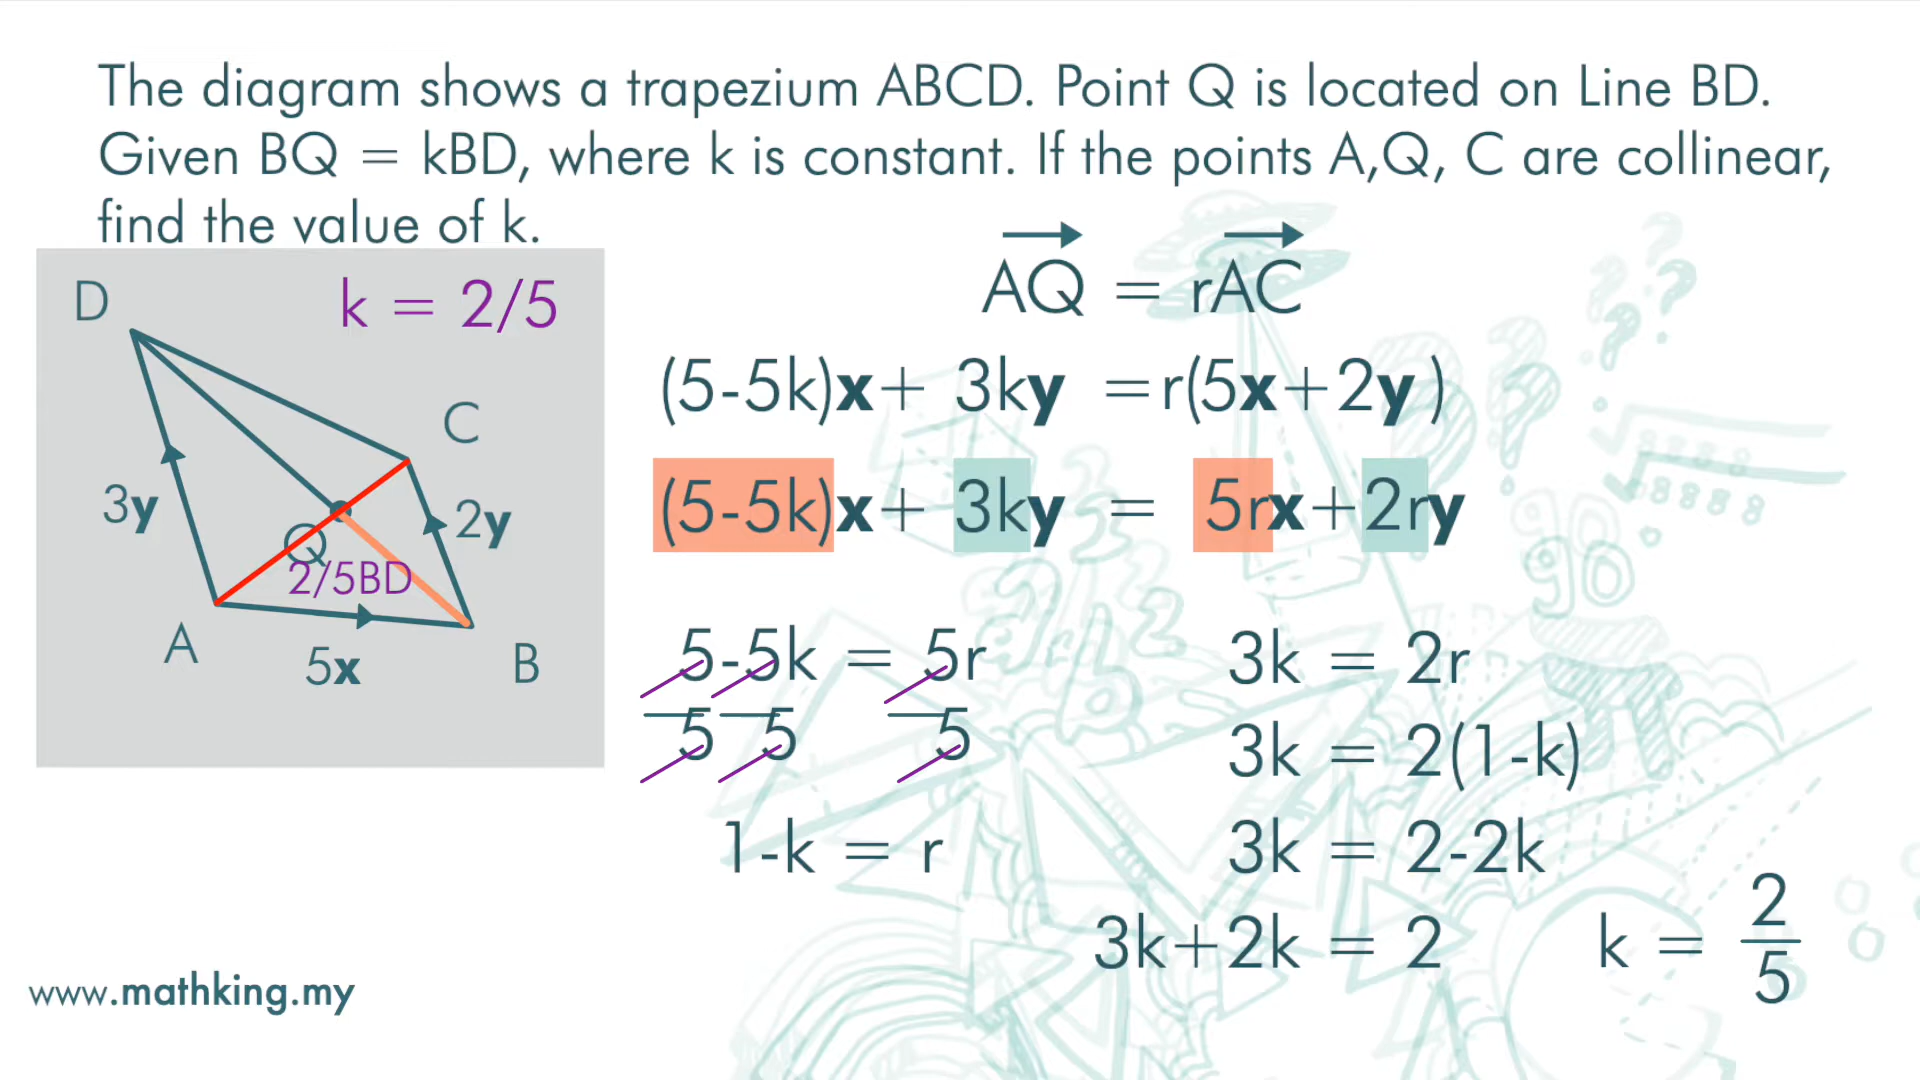 The diagram shows a trapezium ABCD. Point Q is located on Line BD.
Given BQ = kBD, where k is constant. If the points A,Q, C are collinear,
find the value of k.
D
k = 2/5
C
3y
2y
Q
2/5BD
A
5x
B
AQ = rAC
(5-5k)x+ 3ky =r(5x+2y )
(5-5k)x+ 3ky = 5rx+2ry
5-5k = 5r
5 5 5
1-k = r
3k = 2r
3k = 2(1-k)
3k = 2-2k
3k+2k = 2
k = 2/5
www.mathking.my
90